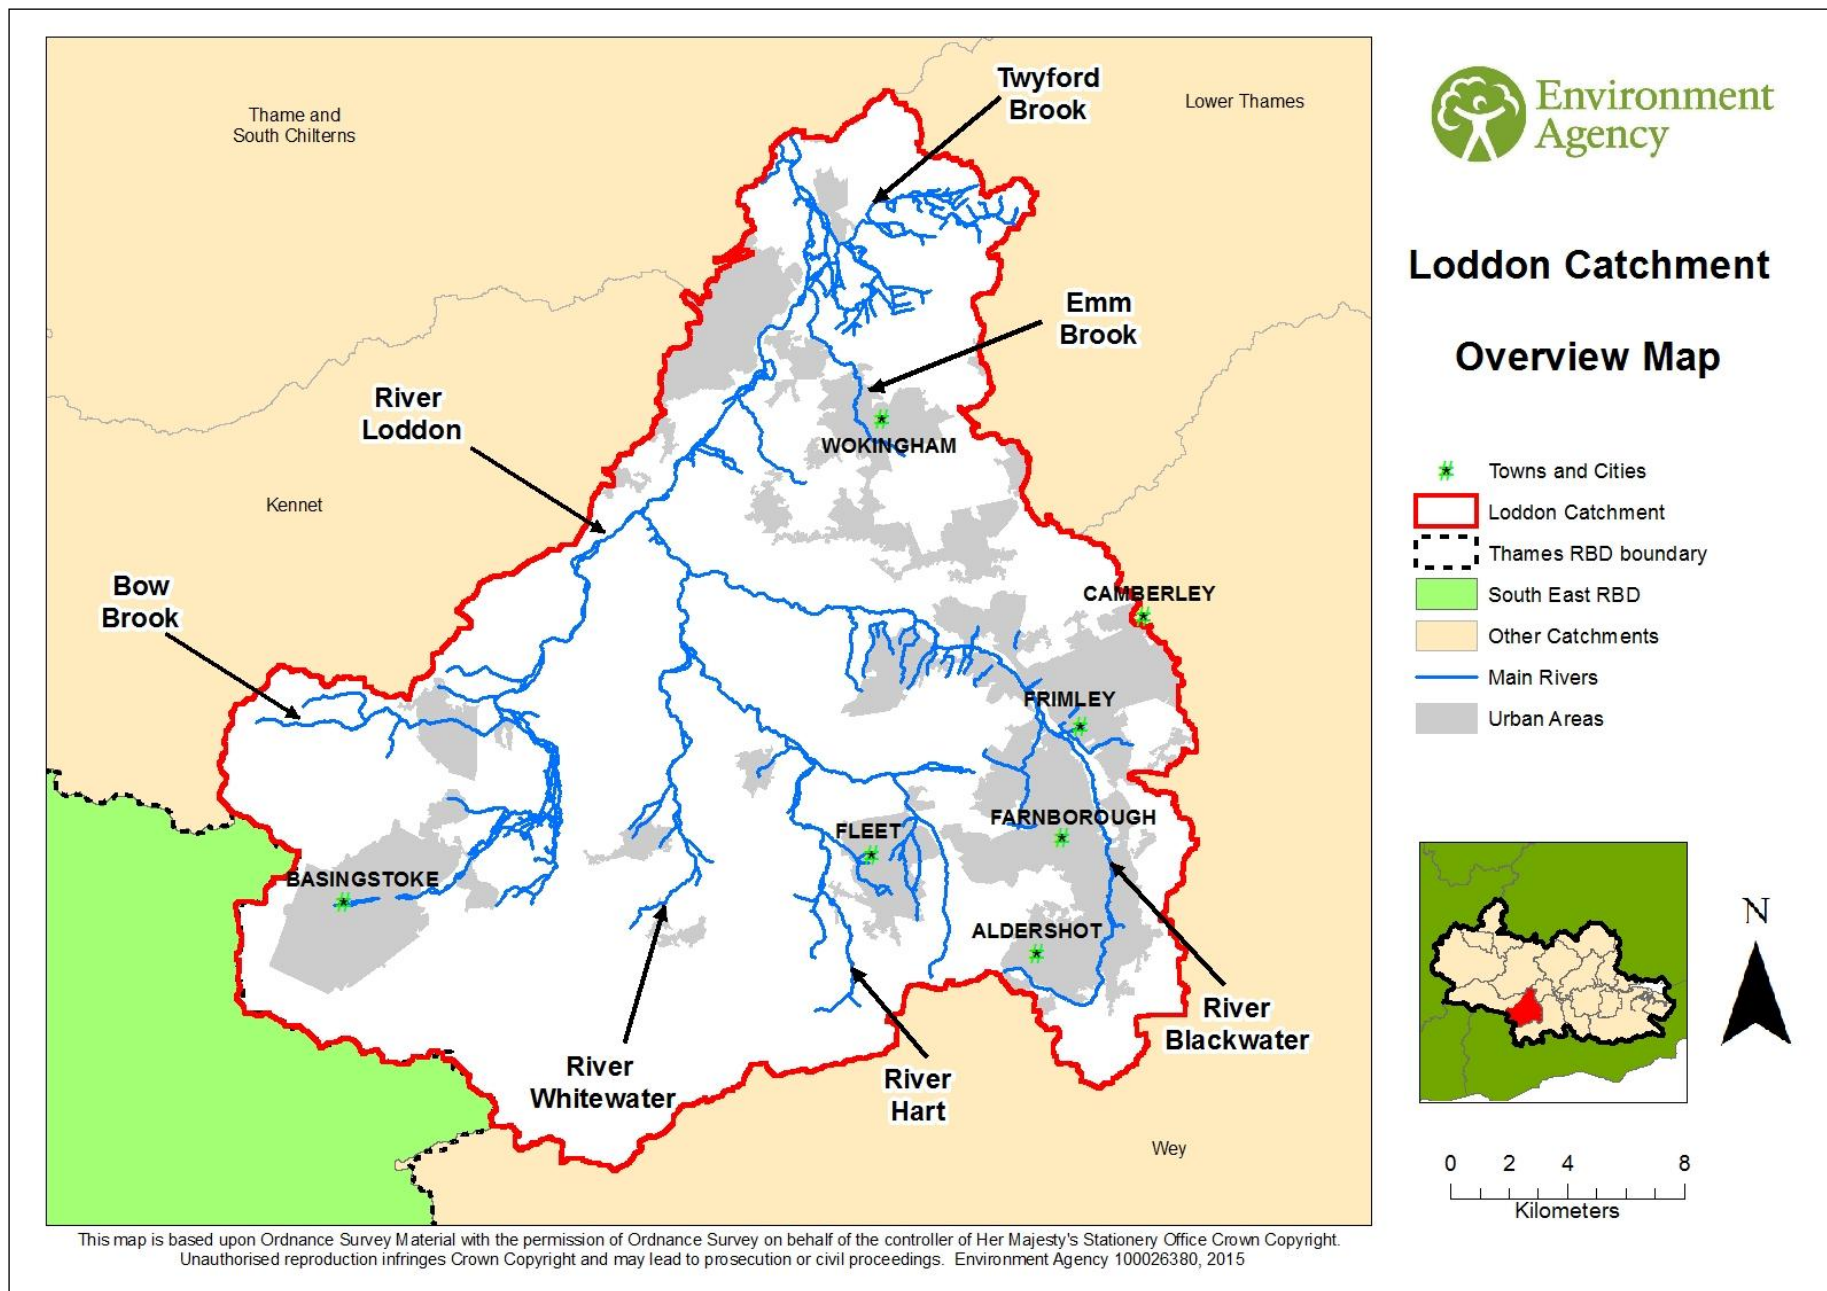 Twyford
Brook
Thame and
South Chilterns
Lower Thames
Emm
Brook
River
Loddon
WOKINGHAM
Kennet
Bow
Brook
CAMBERLEY
FRIMLEY
FARNBOROUGH
FLEET
BASINGSTOKE
ALDERSHOT
River
Blackwater
River
Whitewater
River
Hart
Wey
Environment
Agency
Loddon Catchment
Overview Map
Towns and Cities
Loddon Catchment
Thames RBD boundary
South East RBD
Other Catchments
Main Rivers
Urban Areas
N
0 2 4 8
Kilometers
This map is based upon Ordnance Survey Material with the permission of Ordnance Survey on behalf of the controller of Her Majesty's Stationery Office Crown Copyright.
Unauthorised reproduction infringes Crown Copyright and may lead to prosecution or civil proceedings. Environment Agency 100026380, 2015